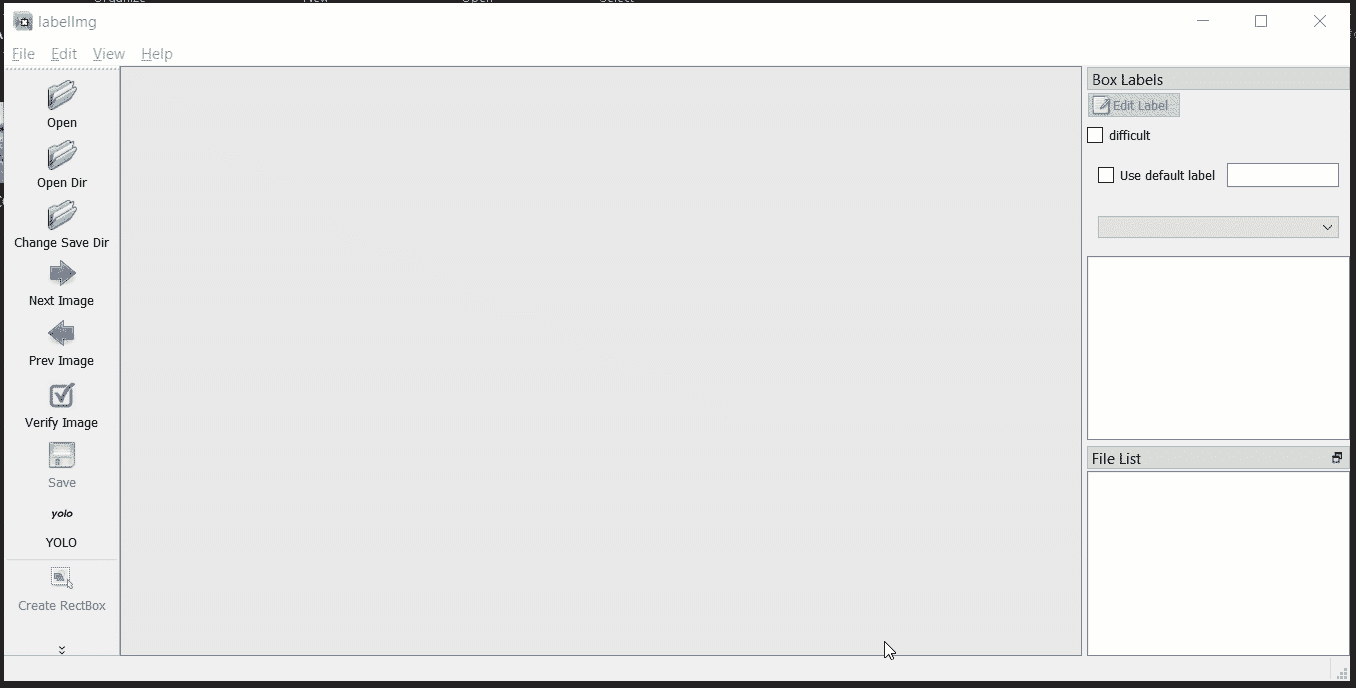 labelImg
File Edit View Help
Open
Open Dir
Change Save Dir
Next Image
Prev Image
Verify Image
Save
yolo
YOLO
Create RectBox
Box Labels
Edit Label
difficult
Use default label
File List